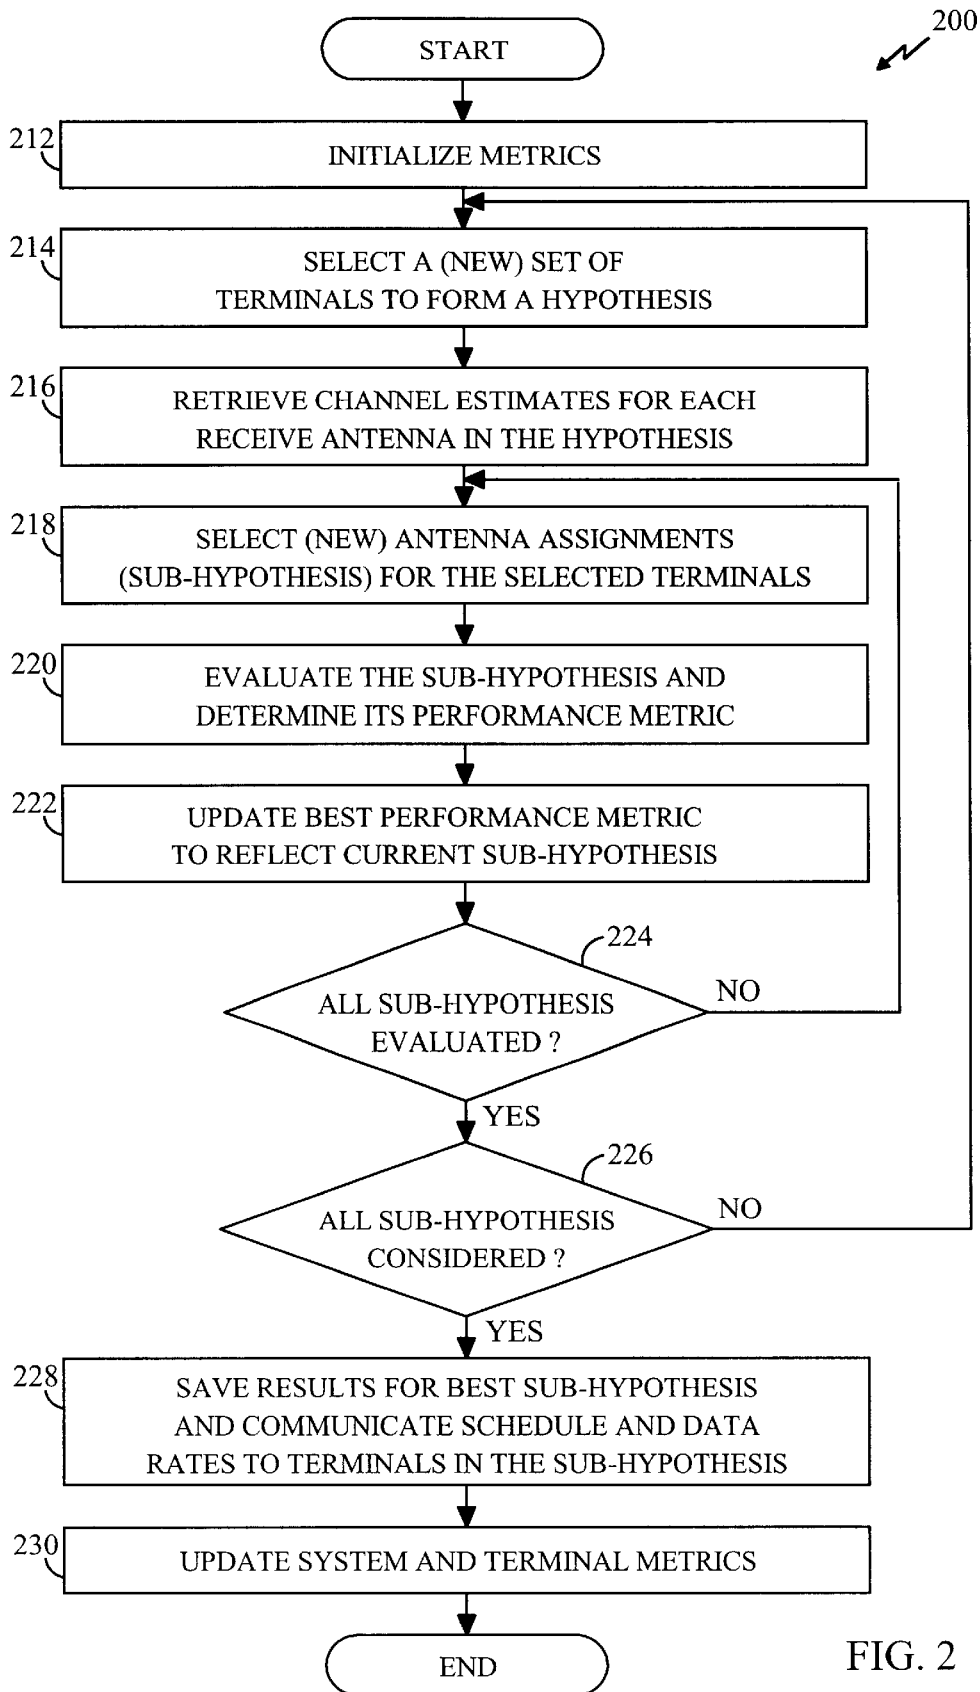 200
START
212
INITIALIZE METRICS
214
SELECT A (NEW) SET OF
TERMINALS TO FORM A HYPOTHESIS
216
RETRIEVE CHANNEL ESTIMATES FOR EACH
RECEIVE ANTENNA IN THE HYPOTHESIS
218
SELECT (NEW) ANTENNA ASSIGNMENTS
(SUB-HYPOTHESIS) FOR THE SELECTED TERMINALS
220
EVALUATE THE SUB-HYPOTHESIS AND
DETERMINE ITS PERFORMANCE METRIC
222
UPDATE BEST PERFORMANCE METRIC
TO REFLECT CURRENT SUB-HYPOTHESIS
224
ALL SUB-HYPOTHESIS
EVALUATED ?
NO
YES
226
ALL SUB-HYPOTHESIS
CONSIDERED ?
NO
YES
228
SAVE RESULTS FOR BEST SUB-HYPOTHESIS
AND COMMUNICATE SCHEDULE AND DATA
RATES TO TERMINALS IN THE SUB-HYPOTHESIS
230
UPDATE SYSTEM AND TERMINAL METRICS
END
FIG. 2